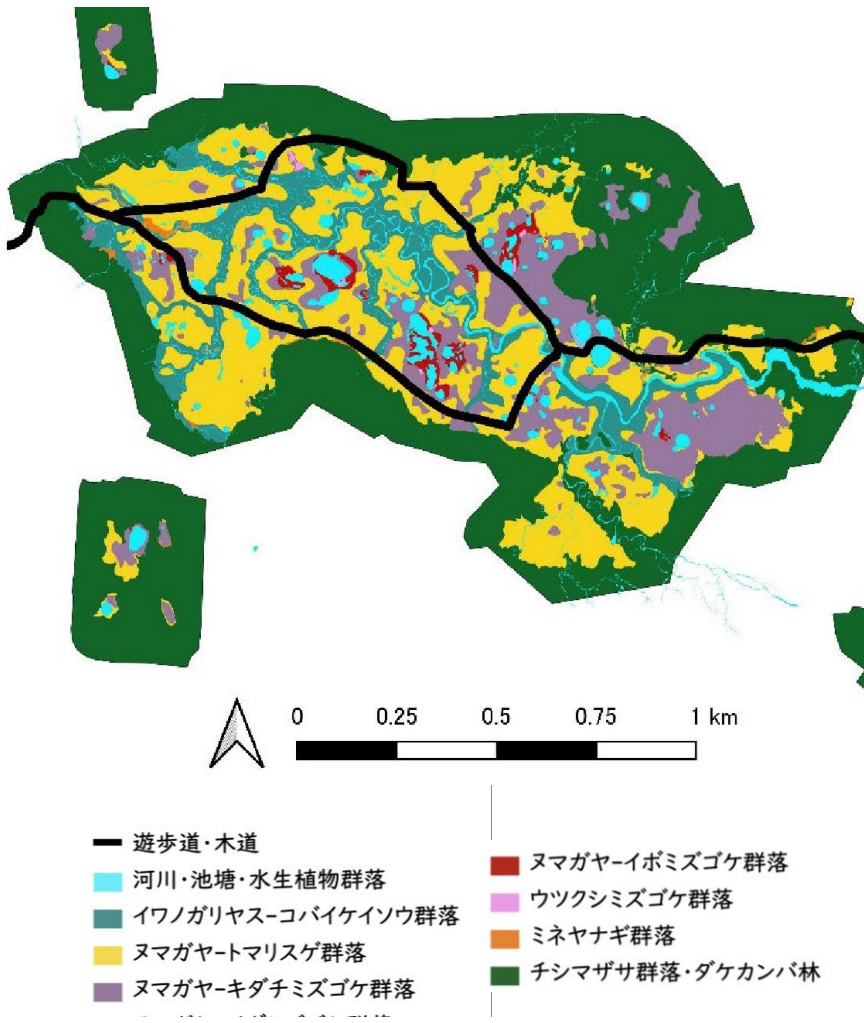 0 0.25 0.5 0.75 1 km
遊歩道・木道
河川・池塘・水生植物群落
イワノガリヤスーコバイケイソウ群落
ヌマガヤートマリスゲ群落
ヌマガヤーキダチミズゴケ群落
ヌマガヤーイボミズゴケ群落
ウツクシミズゴケ群落
ミネヤナギ群落
チシマザサ群落・ダケカンバ林